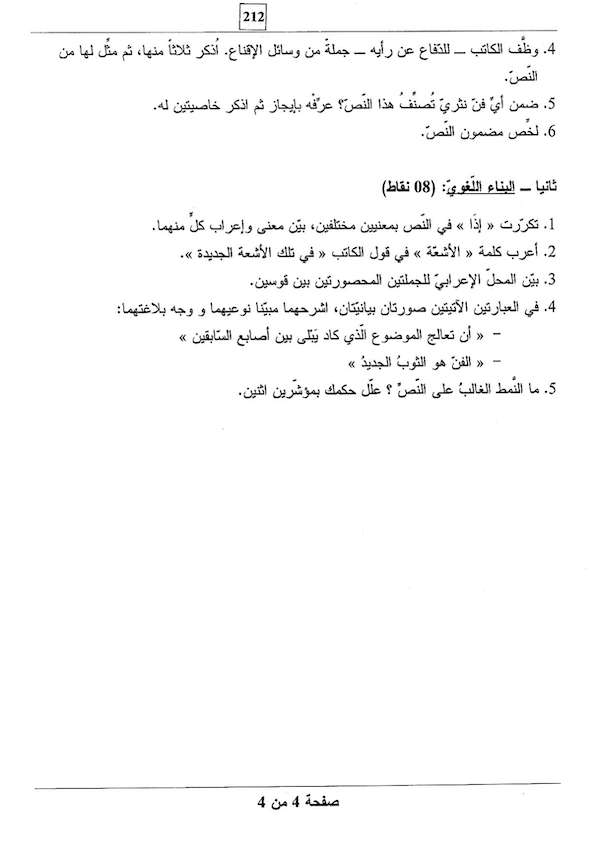 212
4. وظَّف الكاتب ــ للدّفاع عن رأيه ــ جملةً من وسائل الإقناع. اُذكر ثلاثاً منها، ثم مثِّل لها من
النّصّ.
5. ضمن أيِّ فنّ نثريّ تُصنِّفُ هذا النّصّ؟ عرِّفْه بإيجاز ثم اذكر خاصيتين له.
6. لخِّص مضمون النّصّ.
ثانيا ــ البناء اللّغويّ: (08 نقاط)
1. تكرّرت « إذَا » في النّص بمعنيين مختلفين، بيّن معنى وإعراب كلٍّ منهما.
2. أعرب كلمة « الأشعّة » في قول الكاتب « في تلك الأشعة الجديدة ».
3. بيّن المحلّ الإعرابيّ للجملتين المحصورتين بين قوسين.
4. في العبارتين الآتيتين صورتان بيانيّتان، اشرحهما مبيّنا نوعيهما و وجه بلاغتهما:
– « أن تعالج الموضوع الّذي كاد يَبْلى بين أصابع السّابقين »
– « الفنّ هو الثوبُ الجديدُ »
5. ما النَّمط الغالبُ على النّصِّ ؟ علّل حكمك بمؤشّرين اثنين.
صفحة 4 من 4